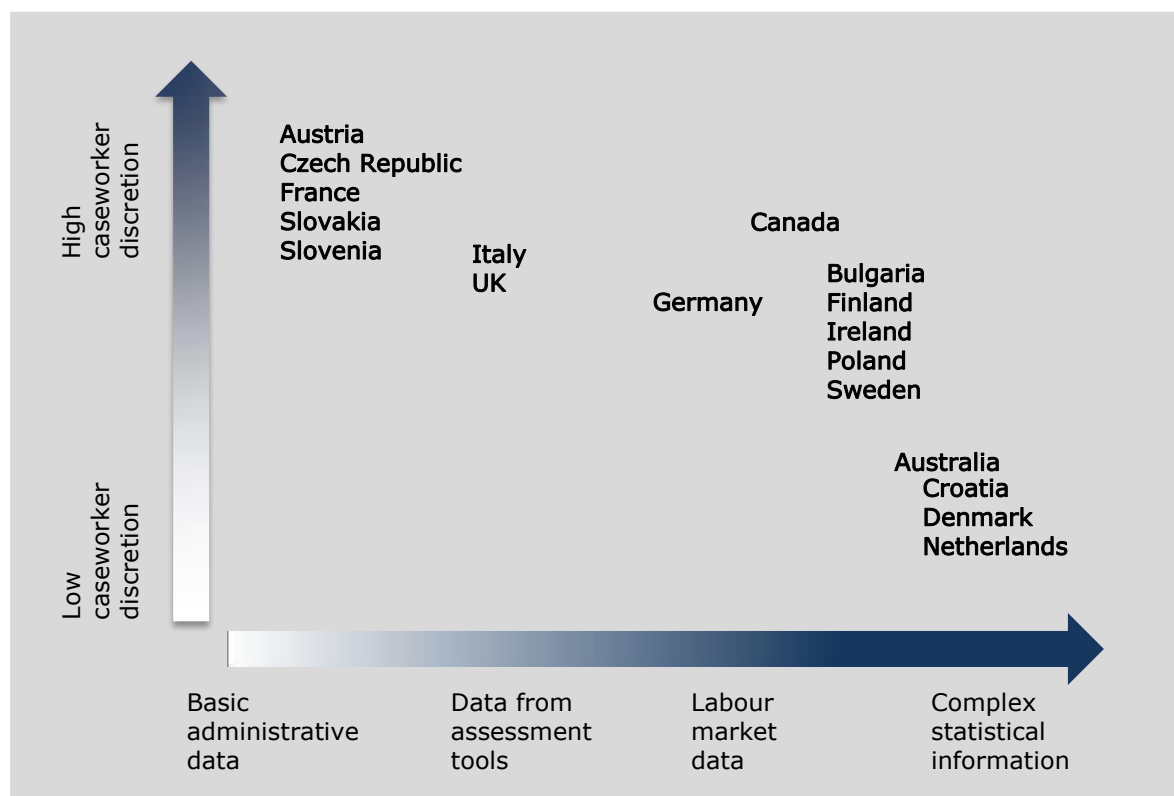 High
caseworker
discretion
Low
caseworker
discretion
Austria
Czech Republic
France
Slovakia
Slovenia
Italy
UK
Germany
Canada
Bulgaria
Finland
Ireland
Poland
Sweden
Australia
Croatia
Denmark
Netherlands
Basic
administrative
data
Data from
assessment
tools
Labour
market
data
Complex
statistical
information